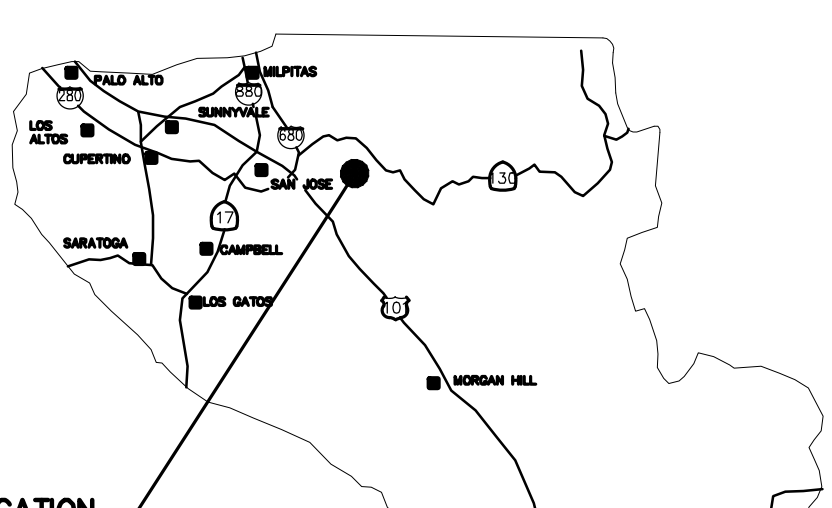 MILPITAS
PALO ALTO
280
880
SUNNYVALE
LOS
ALTOS
680
CUPERTINO
SAN JOSE
130
17
SARATOGA
CAMPBELL
LOS GATOS
101
MORGAN HILL
CATION